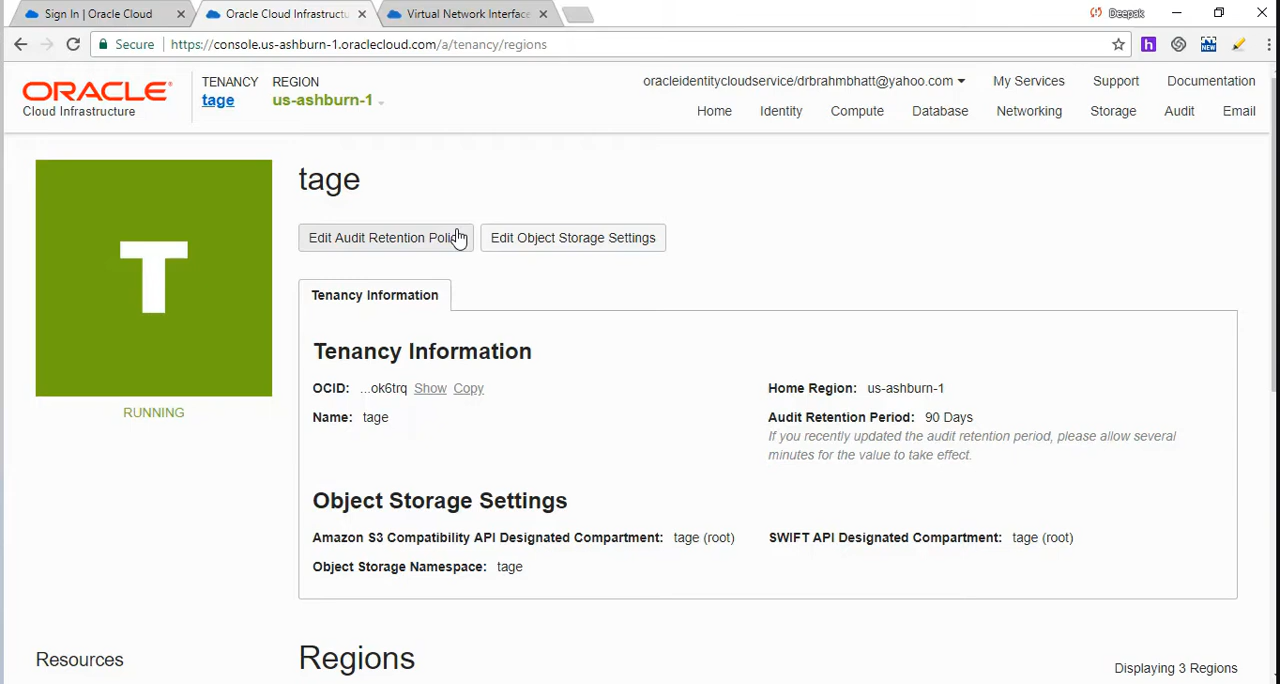 Sign In | Oracle Cloud
Oracle Cloud Infrastructu
Virtual Network Interface
Deepak
Secure
https://console.us-ashburn-1.oraclecloud.com/a/tenancy/regions
h
NEW
ORACLE
Cloud Infrastructure
TENANCY
tage
REGION
us-ashburn-1
oracleidentitycloudservice/drbrahmbhatt@yahoo.com
My Services
Support
Documentation
Home
Identity
Compute
Database
Networking
Storage
Audit
Email
T
RUNNING
tage
Edit Audit Retention Polic
Edit Object Storage Settings
Tenancy Information
Tenancy Information
OCID: ...ok6trq Show Copy
Home Region: us-ashburn-1
Name: tage
Audit Retention Period: 90 Days
If you recently updated the audit retention period, please allow several
minutes for the value to take effect.
Object Storage Settings
Amazon S3 Compatibility API Designated Compartment: tage (root)
SWIFT API Designated Compartment: tage (root)
Object Storage Namespace: tage
Resources
Regions
Displaying 3 Regions